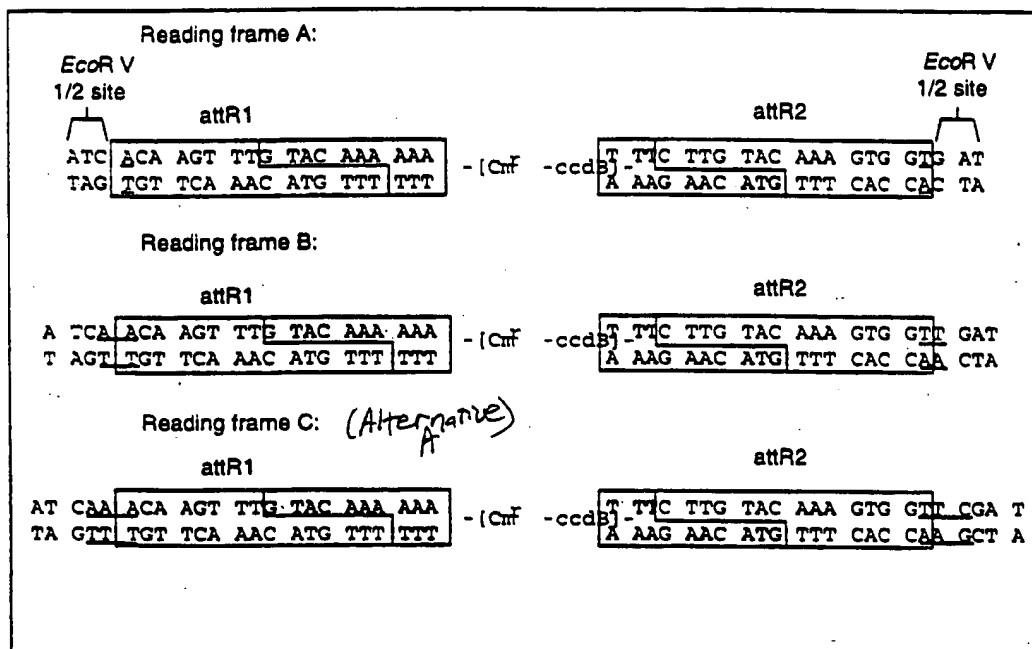 Reading frame A:
EcoR V 1/2 site
EcoR V 1/2 site
attR1
attR2
ATC ACA AGT TTG TAC AAA AAA
TAG TGT TCA AAC ATG TTT TTT
-[Cmr -ccdB]-
T TTC TTG TAC AAA GTG GTG AT
A AAG AAC ATG TTT CAC CAC TA
Reading frame B:
attR1
attR2
A TCA ACA AGT TTG TAC AAA AAA
T AGT TGT TCA AAC ATG TTT TTT
-[Cmr -ccdB]-
T TTC TTG TAC AAA GTG GTT GAT
A AAG AAC ATG TTT CAC CAA CTA
Reading frame C: (Alternative A)
attR1
attR2
AT CAA ACA AGT TTG TAC AAA AAA
TA GTT TGT TCA AAC ATG TTT TTT
-[Cmr -ccdB]-
T TTC TTG TAC AAA GTG GTT CGA T
A AAG AAC ATG TTT CAC CAA GCT A